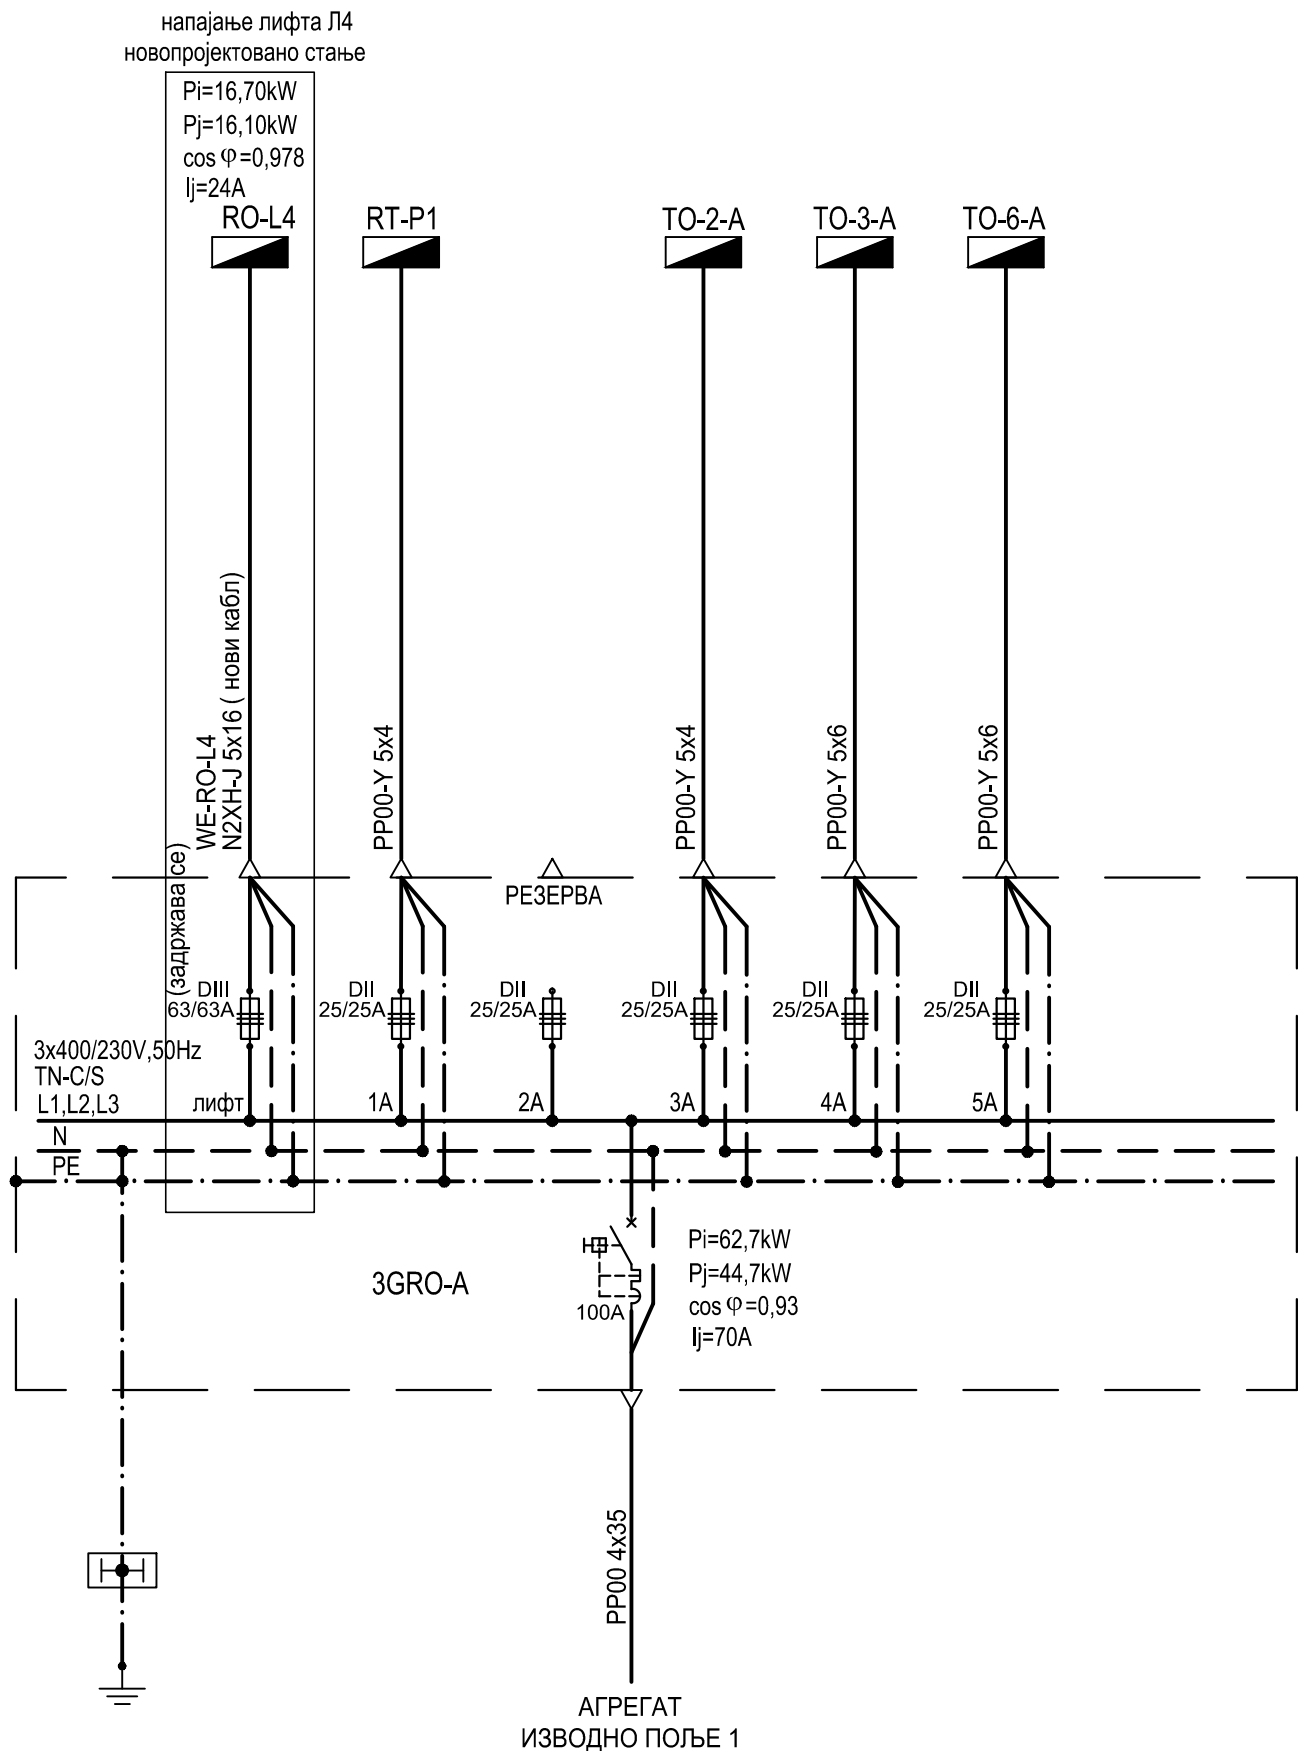 напајање лифта Л4
новопројектовано стање
Pi=16,70kW
Pj=16,10kW
cos φ=0,978
Ij=24A
RO-L4
RT-P1
TO-2-A
TO-3-A
TO-6-A
WE-RO-L4
N2XH-J 5x16 ( нови кабл)
PP00-Y 5x4
PP00-Y 5x4
PP00-Y 5x6
PP00-Y 5x6
(задржава се)
РЕЗЕРВА
DIII
63/63A
DII
25/25A
DII
25/25A
DII
25/25A
DII
25/25A
DII
25/25A
3x400/230V,50Hz
TN-C/S
L1,L2,L3
лифт
1A
2A
3A
4A
5A
N
PE
3GRO-A
100A
Pi=62,7kW
Pj=44,7kW
cos φ=0,93
Ij=70A
PP00 4x35
АГРЕГАТ
ИЗВОДНО ПОЉЕ 1